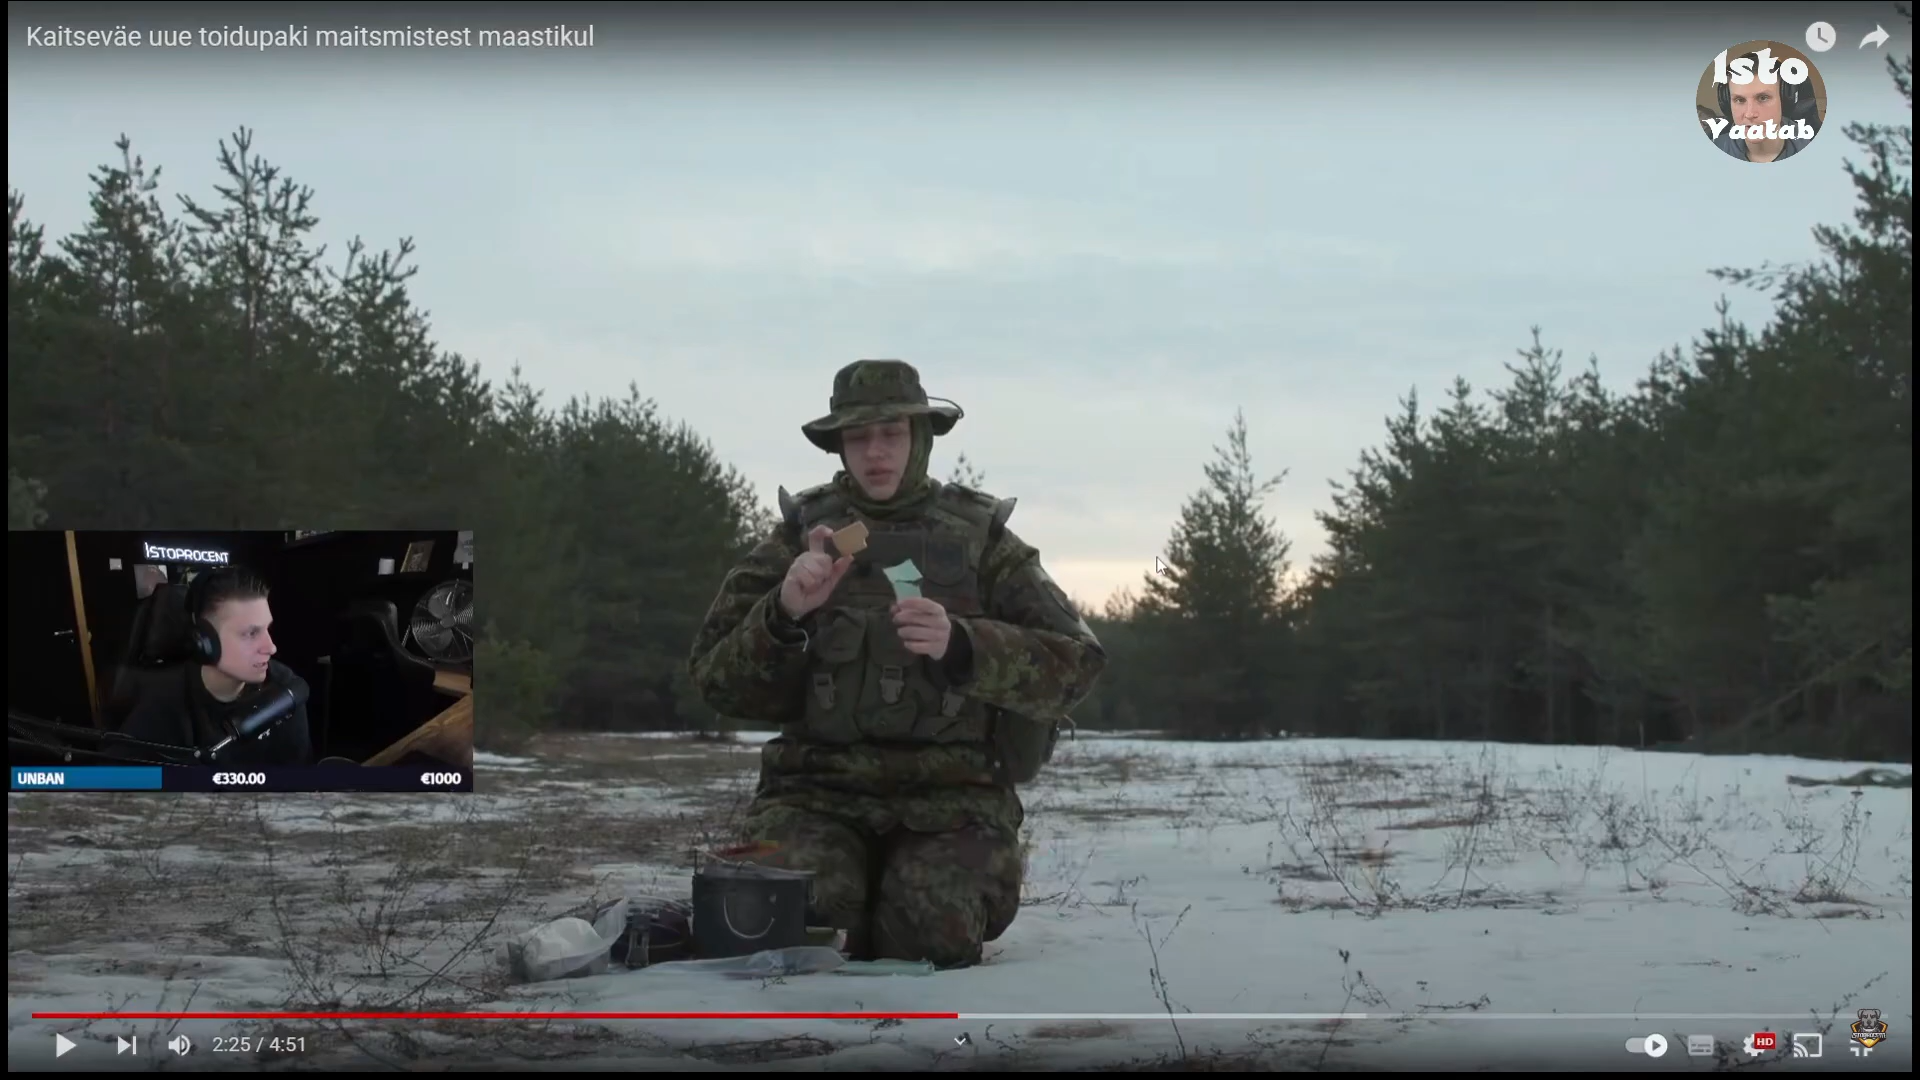 Kaitseväe uue toidupaki maitsmistest maastikul
Isto
Vaatab
ISTOPROCENT
UNBAN €330.00 €1000
2:25 / 4:51
HD